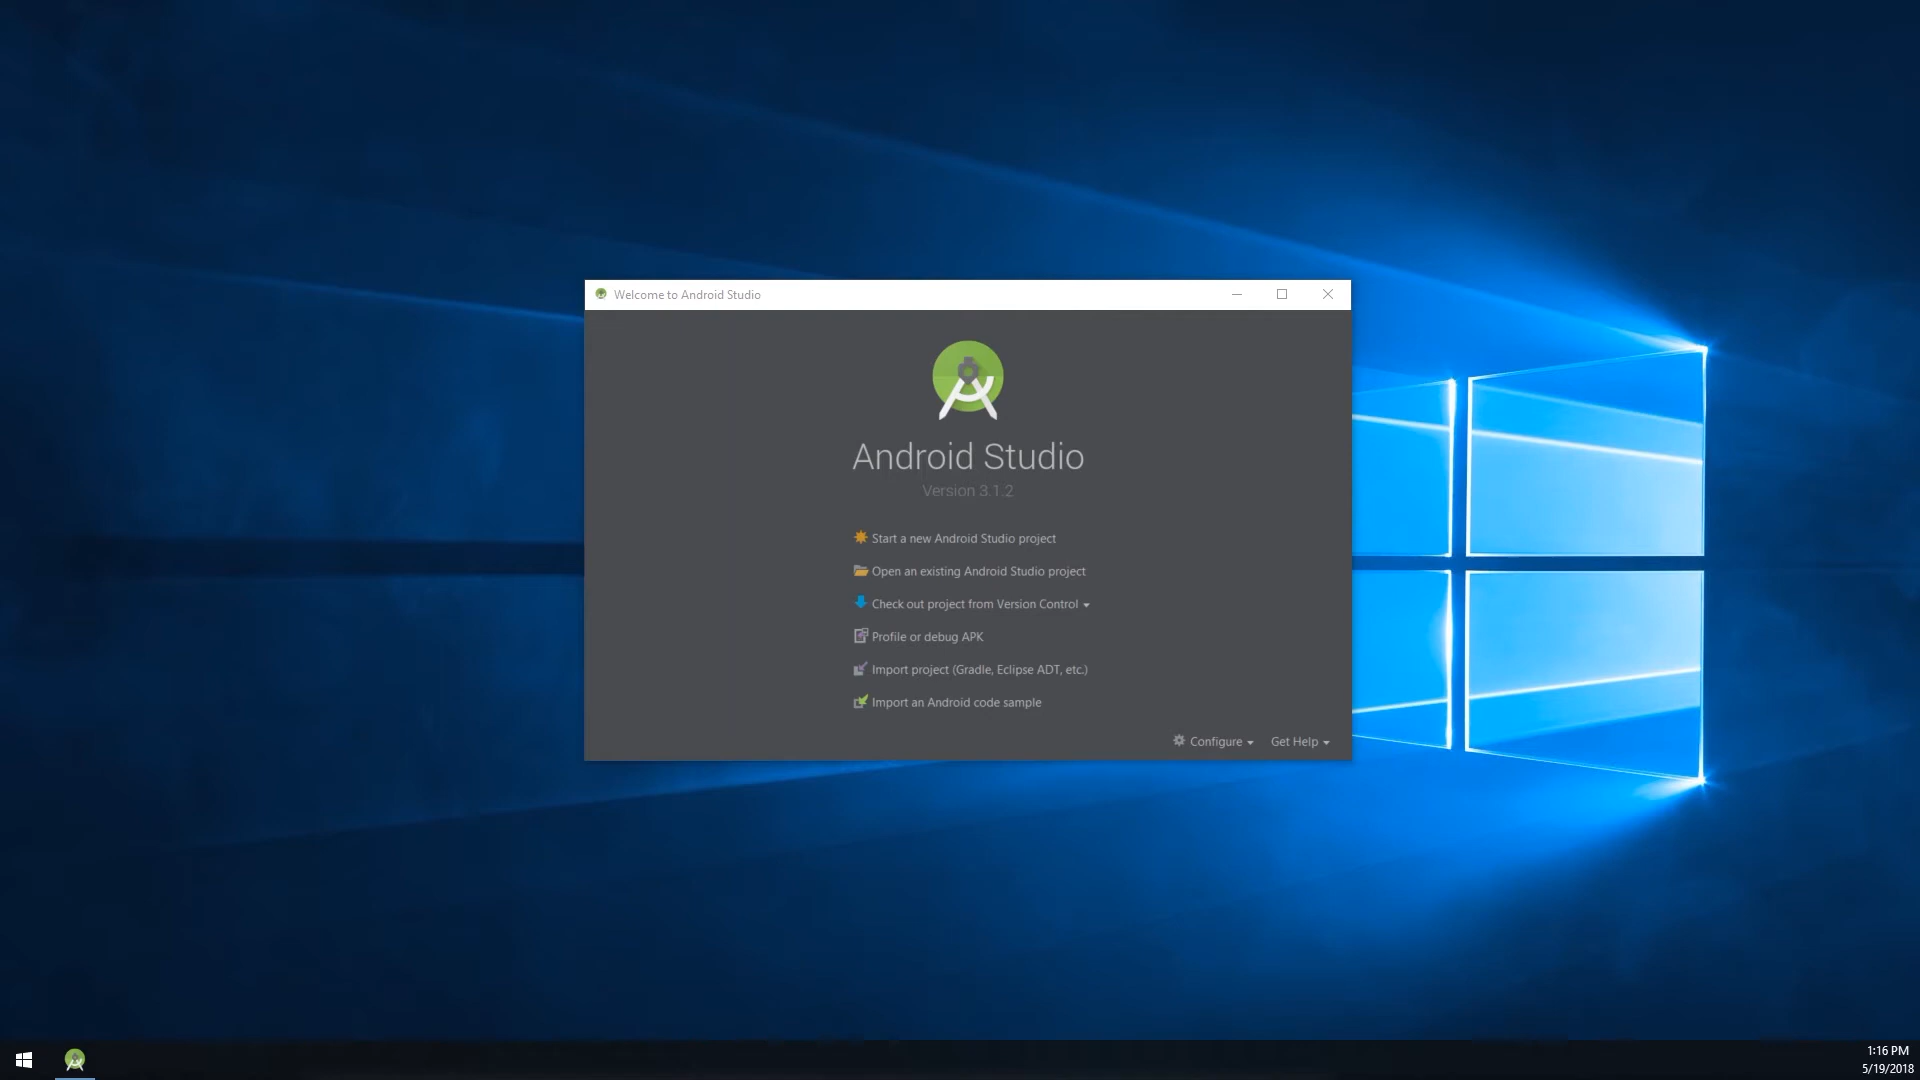 Welcome to Android Studio
Android Studio
Version 3.1.2
Start a new Android Studio project
Open an existing Android Studio project
Check out project from Version Control
Profile or debug APK
Import project (Gradle, Eclipse ADT, etc.)
Import an Android code sample
Configure Get Help
1:16 PM
5/19/2018